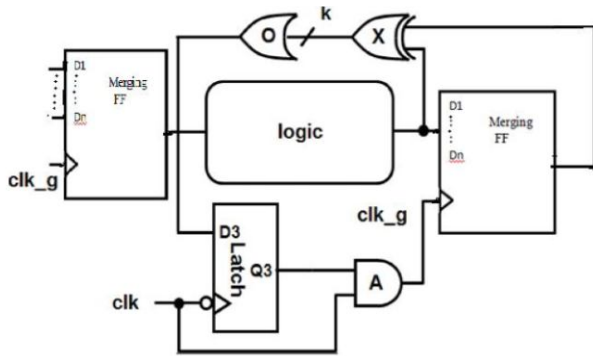 k
O
X
D1
Merging
FF
Dn
clk_g
logic
D1
Merging
FF
Dn
clk_g
D3
Latch
Q3
A
clk